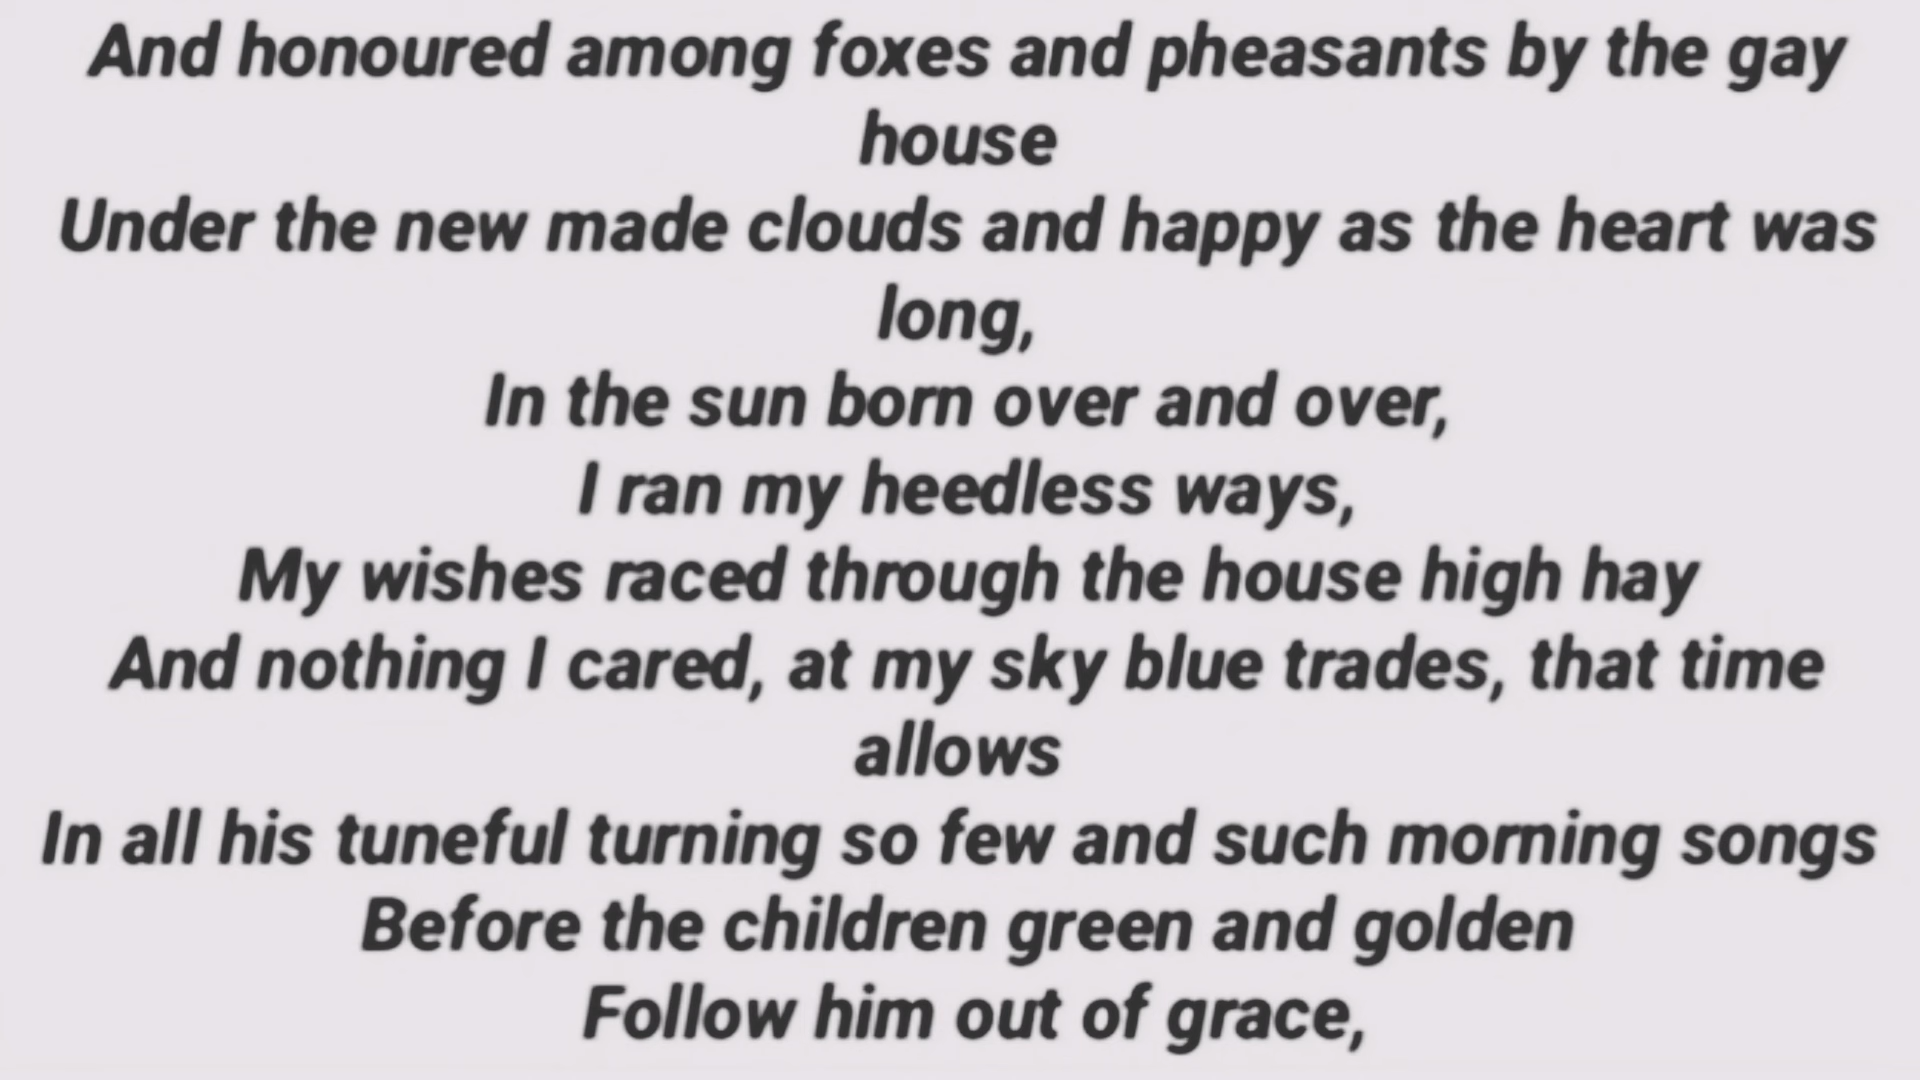 And honoured among foxes and pheasants by the gay
house
Under the new made clouds and happy as the heart was
long,
In the sun born over and over,
I ran my heedless ways,
My wishes raced through the house high hay
And nothing I cared, at my sky blue trades, that time
allows
In all his tuneful turning so few and such morning songs
Before the children green and golden
Follow him out of grace,